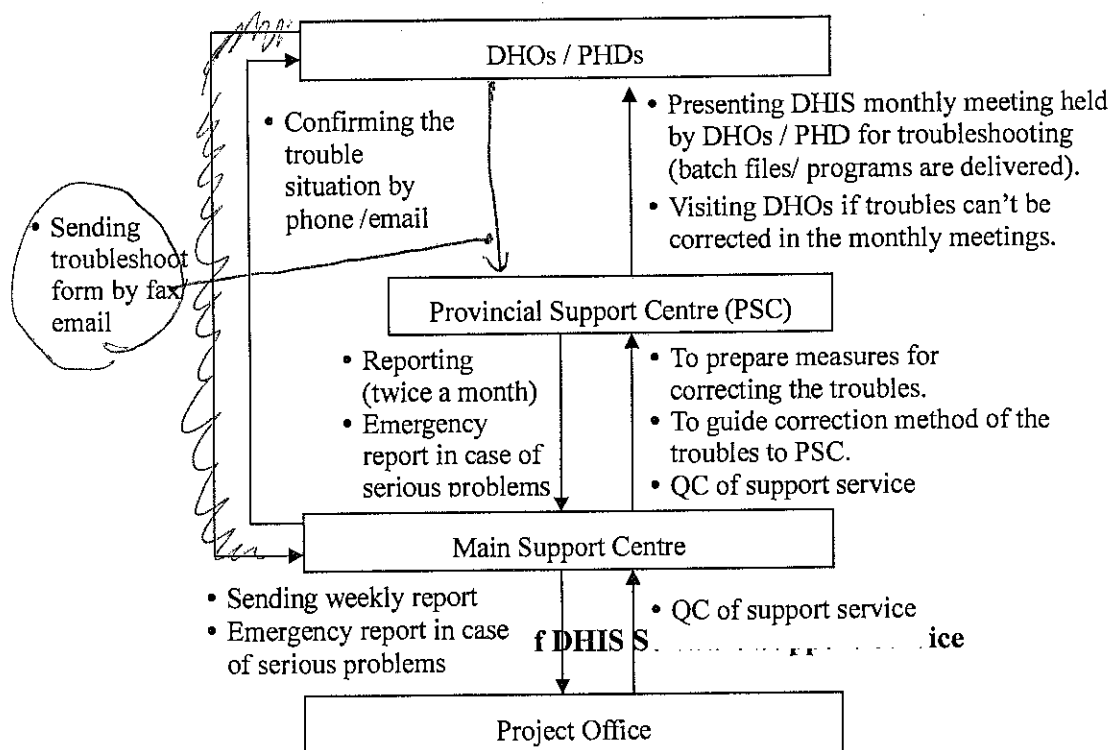 DHOs / PHDs
• Confirming the
trouble
situation by
phone /email
• Presenting DHIS monthly meeting held
by DHOs / PHD for troubleshooting
(batch files/ programs are delivered).
• Visiting DHOs if troubles can't be
corrected in the monthly meetings.
• Sending
troubleshoot
form by fax/
email
Provincial Support Centre (PSC)
• Reporting
(twice a month)
• Emergency
report in case of
serious problems
• To prepare measures for
correcting the troubles.
• To guide correction method of the
troubles to PSC.
• QC of support service
Main Support Centre
• Sending weekly report
• Emergency report in case
of serious problems
• QC of support service
f DHIS S
ice
Project Office